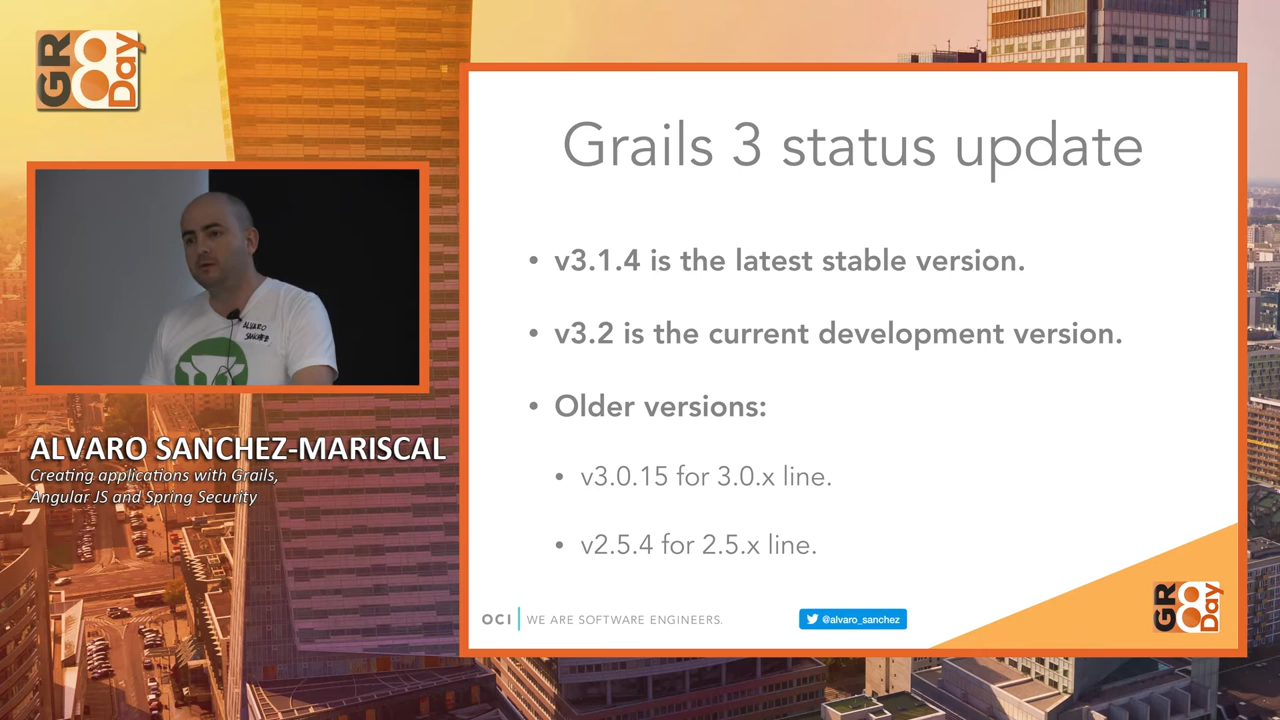 GR8Day
ALVARO
SANCHEZ
ALVARO SANCHEZ-MARISCAL
Creating applications with Grails,
Angular JS and Spring Security
Grails 3 status update
• v3.1.4 is the latest stable version.
• v3.2 is the current development version.
• Older versions:
• v3.0.15 for 3.0.x line.
• v2.5.4 for 2.5.x line.
OCI | WE ARE SOFTWARE ENGINEERS.
@alvaro_sanchez
GR8Day